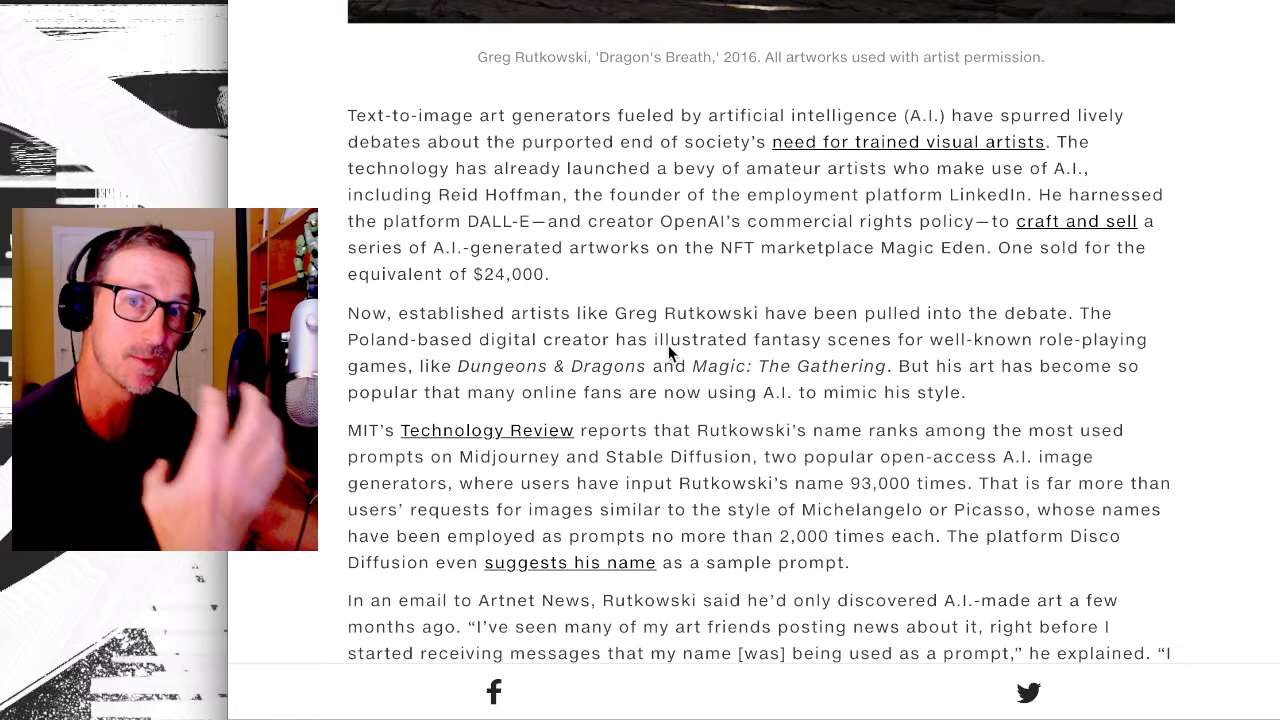 Greg Rutkowski, 'Dragon's Breath,' 2016. All artworks used with artist permission.
Text-to-image art generators fueled by artificial intelligence (A.I.) have spurred lively
debates about the purported end of society’s need for trained visual artists. The
technology has already launched a bevy of amateur artists who make use of A.I.,
including Reid Hoffman, the founder of the employment platform LinkedIn. He harnessed
the platform DALL-E—and creator OpenAI’s commercial rights policy—to craft and sell a
series of A.I.-generated artworks on the NFT marketplace Magic Eden. One sold for the
equivalent of $24,000.
Now, established artists like Greg Rutkowski have been pulled into the debate. The
Poland-based digital creator has illustrated fantasy scenes for well-known role-playing
games, like Dungeons & Dragons and Magic: The Gathering. But his art has become so
popular that many online fans are now using A.I. to mimic his style.
MIT’s Technology Review reports that Rutkowski’s name ranks among the most used
prompts on Midjourney and Stable Diffusion, two popular open-access A.I. image
generators, where users have input Rutkowski’s name 93,000 times. That is far more than
users’ requests for images similar to the style of Michelangelo or Picasso, whose names
have been employed as prompts no more than 2,000 times each. The platform Disco
Diffusion even suggests his name as a sample prompt.
In an email to Artnet News, Rutkowski said he’d only discovered A.I.-made art a few
months ago. “I’ve seen many of my art friends posting news about it, right before I
started receiving messages that my name [was] being used as a prompt,” he explained. “I